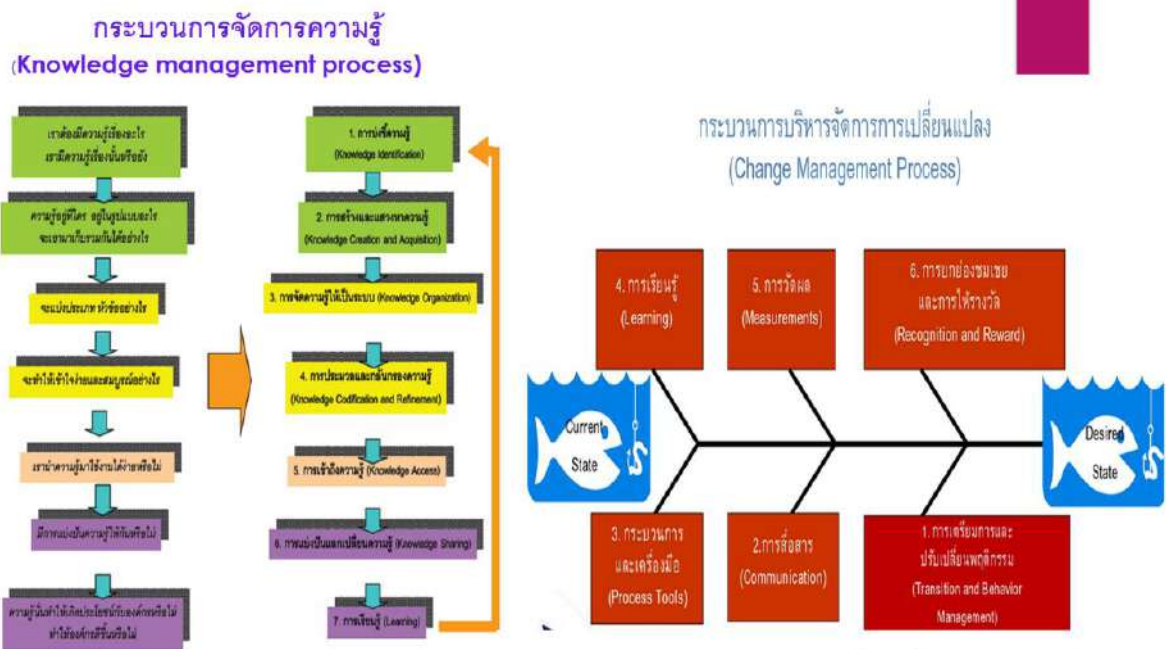 กระบวนการจัดการความรู้
(Knowledge management process)
เราต้องมีความรู้เรื่องอะไร
เรามีความรู้เรื่องนั้นหรือยัง
ความรู้อยู่ที่ใคร อยู่ในรูปแบบอะไร
จะเอามาเก็บรวมกันได้อย่างไร
จะแบ่งประเภท หัวข้ออย่างไร
จะทำให้เข้าใจง่ายและสมบูรณ์อย่างไร
เรานำความรู้มาใช้งานได้ง่ายหรือไม่
มีการแบ่งปันความรู้ให้กันหรือไม่
ความรู้นั้นทำให้เกิดประโยชน์กับองค์กรหรือไม่
ทำให้องค์กรดีขึ้นหรือไม่
1. การบ่งชี้ความรู้
(Knowledge Identification)
2. การสร้างและแสวงหาความรู้
(Knowledge Creation and Acquisition)
3. การจัดความรู้ให้เป็นระบบ (Knowledge Organization)
4. การประมวลและกลั่นกรองความรู้
(Knowledge Codification and Refinement)
5. การเข้าถึงความรู้ (Knowledge Access)
6. การแบ่งปันแลกเปลี่ยนความรู้ (Knowledge Sharing)
7. การเรียนรู้ (Learning)
กระบวนการบริหารจัดการการเปลี่ยนแปลง
(Change Management Process)
4. การเรียนรู้
(Learning)
5. การวัดผล
(Measurements)
6. การยกย่องชมเชย
และการให้รางวัล
(Recognition and Reward)
Current
State
Desired
State
3. กระบวนการ
และเครื่องมือ
(Process Tools)
2.การสื่อสาร
(Communication)
1. การเตรียมการและ
ปรับเปลี่ยนพฤติกรรม
(Transition and Behavior
Management)